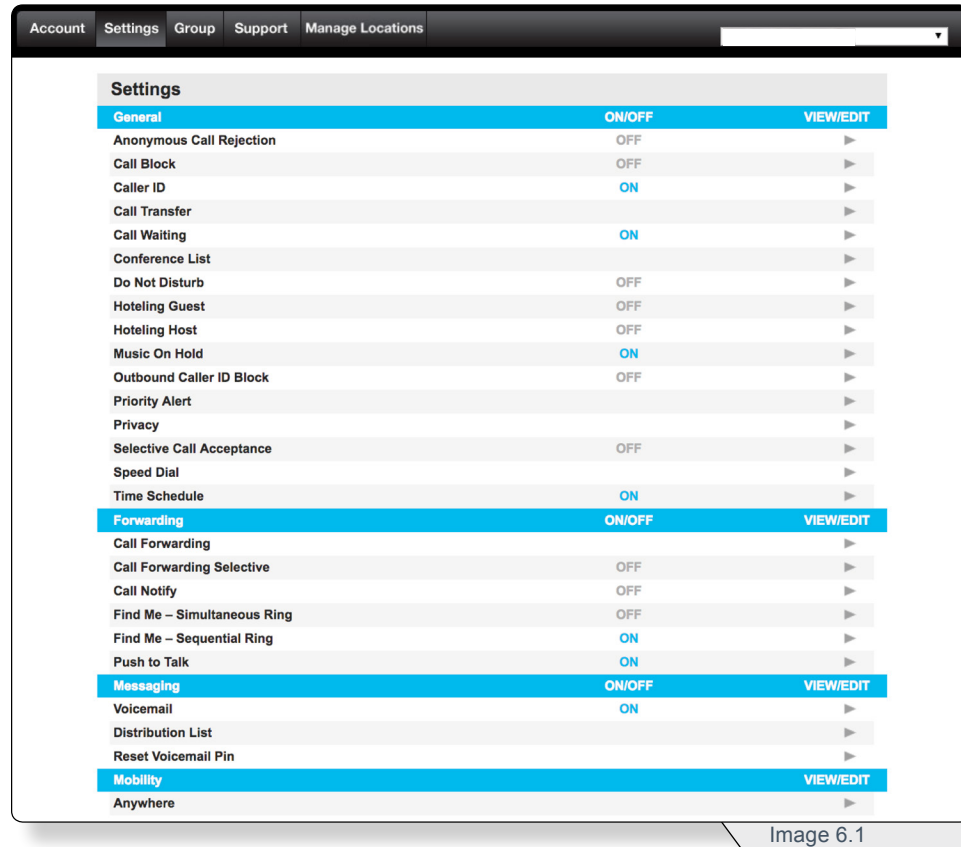 Account Settings Group Support Manage Locations
Settings
General ON/OFF VIEW/EDIT
Anonymous Call Rejection OFF
Call Block OFF
Caller ID ON
Call Transfer
Call Waiting ON
Conference List
Do Not Disturb OFF
Hoteling Guest OFF
Hoteling Host OFF
Music On Hold ON
Outbound Caller ID Block OFF
Priority Alert
Privacy
Selective Call Acceptance OFF
Speed Dial
Time Schedule ON
Forwarding ON/OFF VIEW/EDIT
Call Forwarding
Call Forwarding Selective OFF
Call Notify OFF
Find Me – Simultaneous Ring OFF
Find Me – Sequential Ring ON
Push to Talk ON
Messaging ON/OFF VIEW/EDIT
Voicemail ON
Distribution List
Reset Voicemail Pin
Mobility VIEW/EDIT
Anywhere
Image 6.1